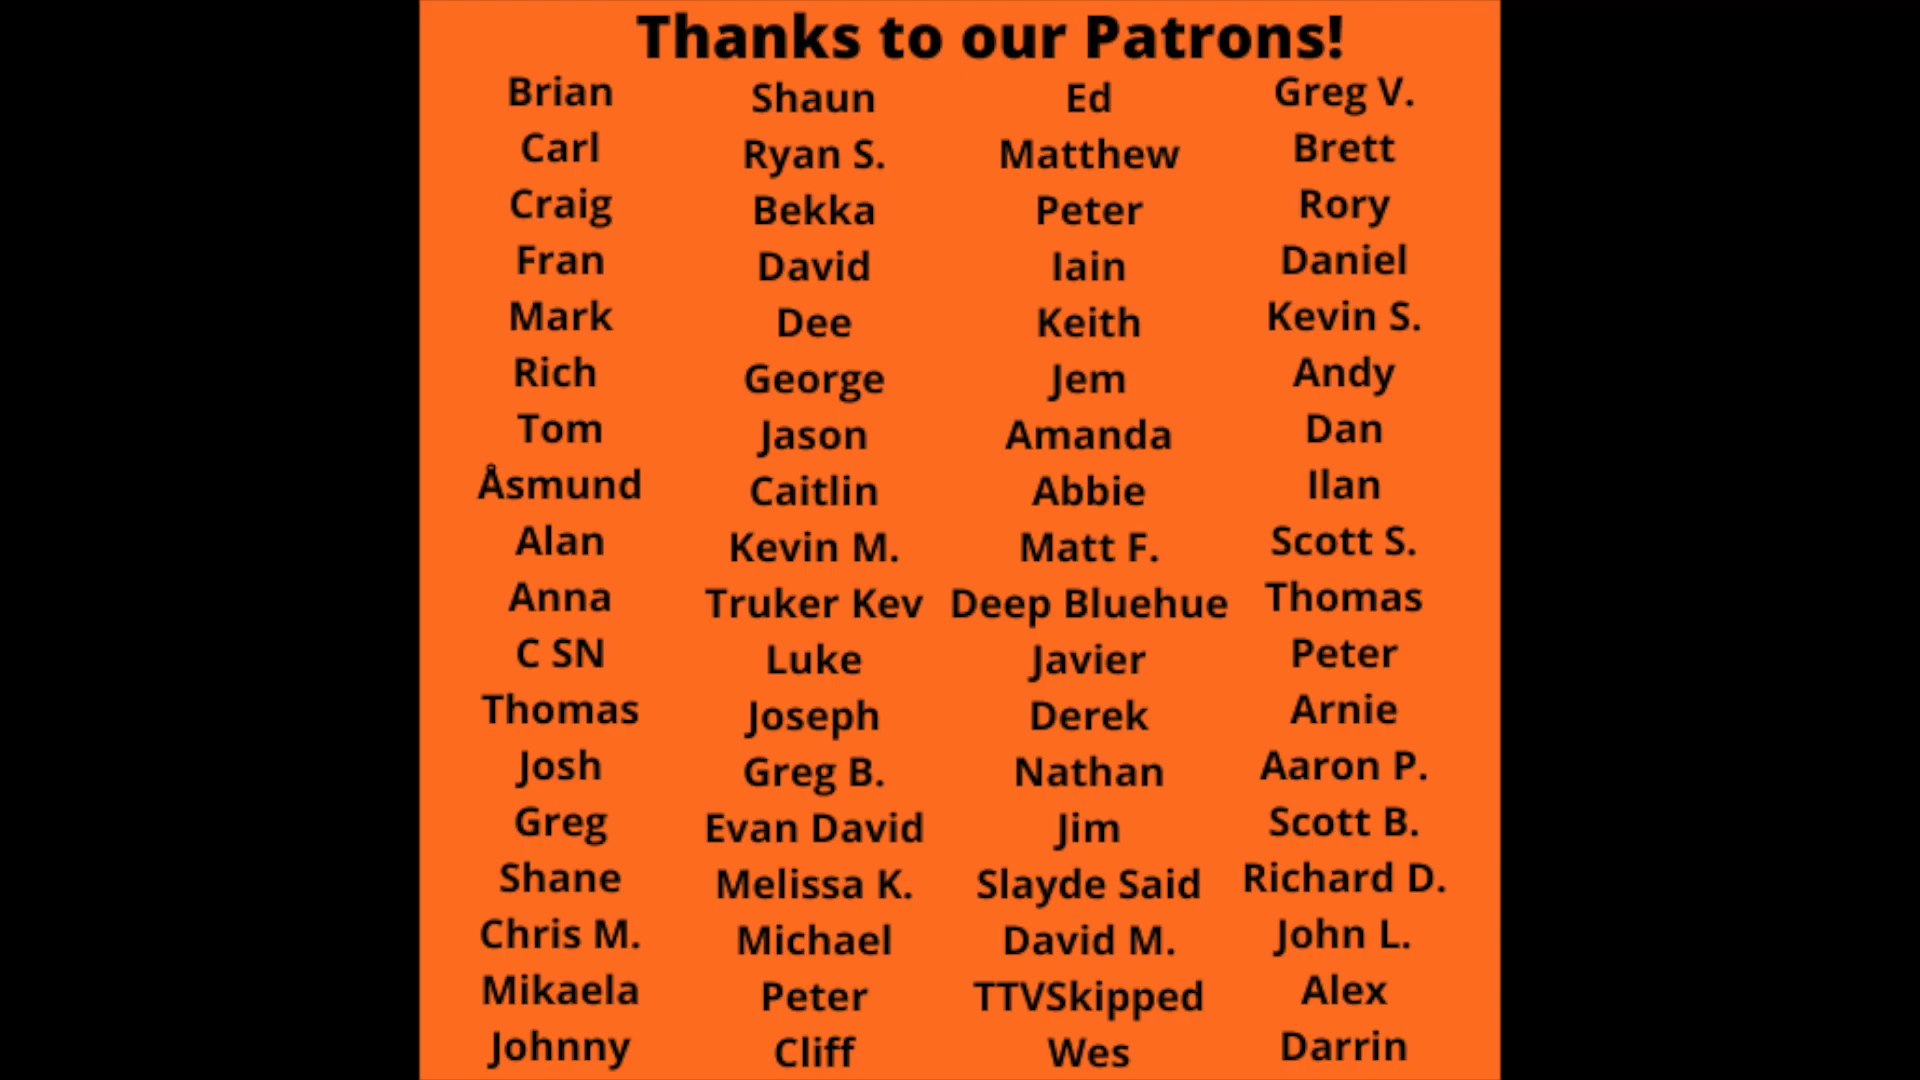 Thanks to our Patrons!
Brian
Carl
Craig
Fran
Mark
Rich
Tom
Åsmund
Alan
Anna
C SN
Thomas
Josh
Greg
Shane
Chris M.
Mikaela
Johnny
Shaun
Ryan S.
Bekka
David
Dee
George
Jason
Caitlin
Kevin M.
Truker Kev
Luke
Joseph
Greg B.
Evan David
Melissa K.
Michael
Peter
Cliff
Ed
Matthew
Peter
Iain
Keith
Jem
Amanda
Abbie
Matt F.
Deep Bluehue
Javier
Derek
Nathan
Jim
Slayde Said
David M.
TTVSkipped
Wes
Greg V.
Brett
Rory
Daniel
Kevin S.
Andy
Dan
Ilan
Scott S.
Thomas
Peter
Arnie
Aaron P.
Scott B.
Richard D.
John L.
Alex
Darrin